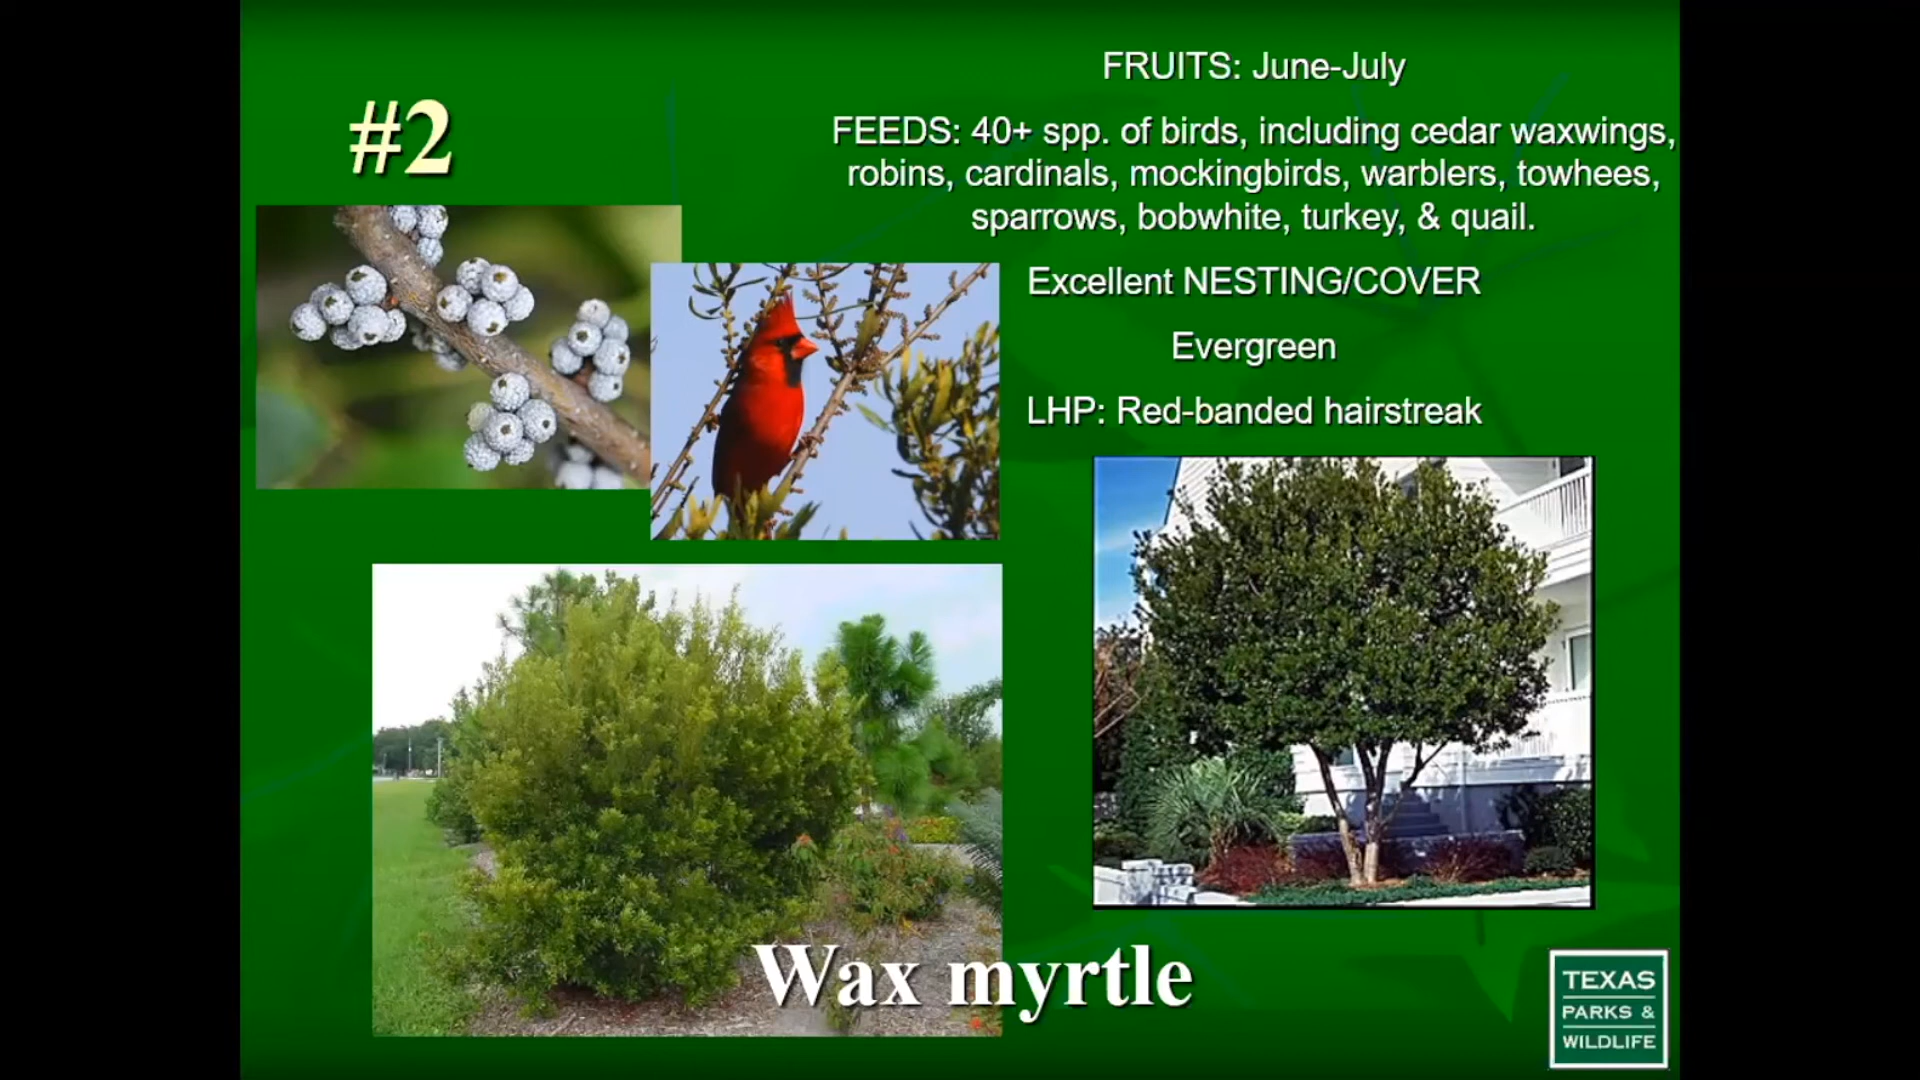 #2
FRUITS: June-July
FEEDS: 40+ spp. of birds, including cedar waxwings,
robins, cardinals, mockingbirds, warblers, towhees,
sparrows, bobwhite, turkey, & quail.
Excellent NESTING/COVER
Evergreen
LHP: Red-banded hairstreak
Wax myrtle
TEXAS
PARKS &
WILDLIFE